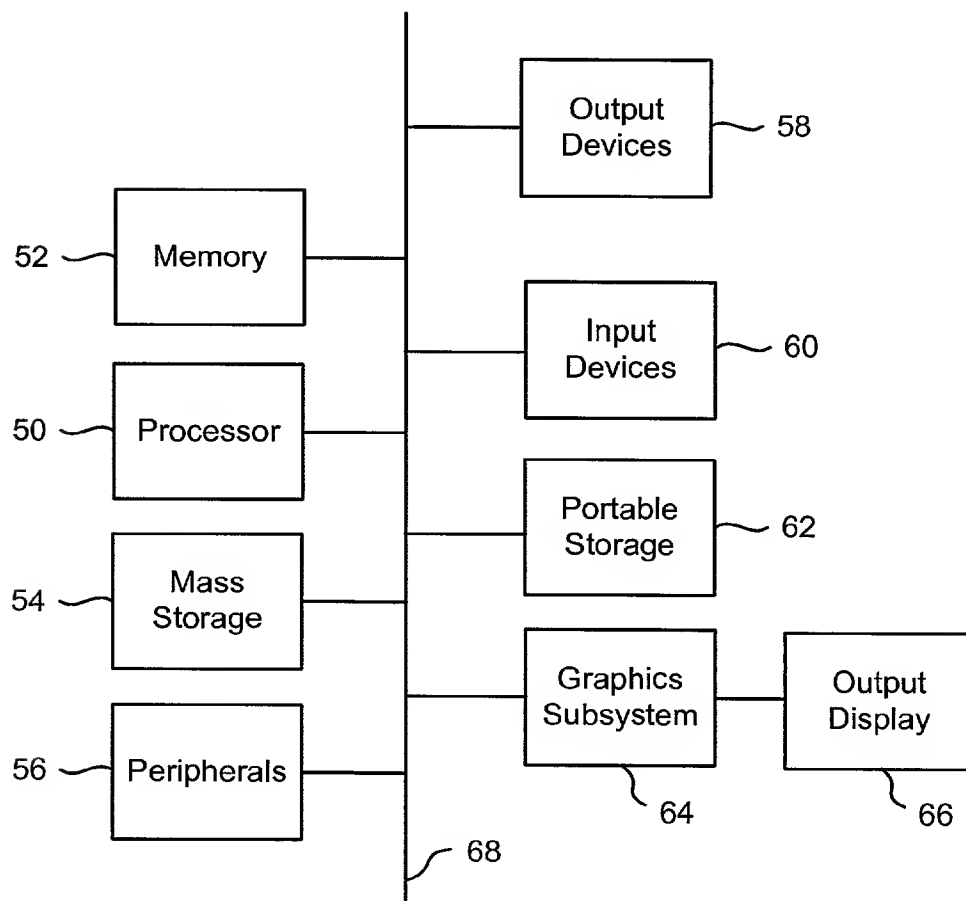 Output
Devices
58
52
Memory
Input
Devices
60
50
Processor
Portable
Storage
62
54
Mass
Storage
Graphics
Subsystem
Output
Display
56
Peripherals
64
66
68